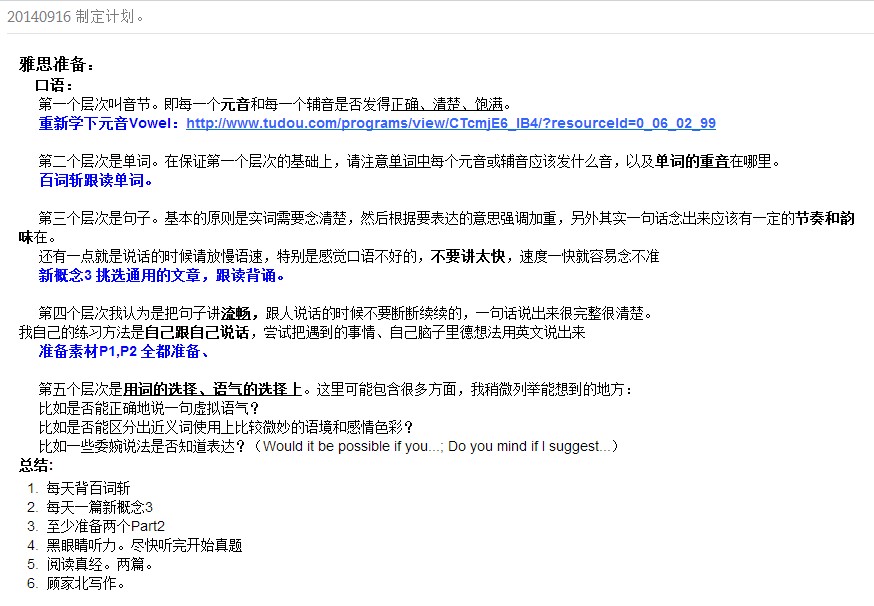 20140916 制定计划。
雅思准备：
口语：
第一个层次叫音节。即每一个元音和每一个辅音是否发得正确、清楚、饱满。
重新学下元音Vowel：http://www.tudou.com/programs/view/CTcmjE6_IB4/?resourceId=0_06_02_99
第二个层次是单词。在保证第一个层次的基础上，请注意单词中每个元音或辅音应该发什么音，以及单词的重音在哪里。
百词斩跟读单词。
第三个层次是句子。基本的原则是实词需要念清楚，然后根据要表达的意思强调加重，另外其实一句话念出来应该有一定的节奏和韵
味在。
还有一点就是说话的时候请放慢语速，特别是感觉口语不好的，不要讲太快，速度一快就容易念不准
新概念3 挑选通用的文章，跟读背诵。
第四个层次我认为是把句子讲流畅，跟人说话的时候不要断断续续的，一句话说出来很完整很清楚。
我自己的练习方法是自己跟自己说话，尝试把遇到的事情、自己脑子里德想法用英文说出来
准备素材P1,P2 全都准备、
第五个层次是用词的选择、语气的选择上。这里可能包含很多方面，我稍微列举能想到的地方：
比如是否能正确地说一句虚拟语气？
比如是否能区分出近义词使用上比较微妙的语境和感情色彩？
比如一些委婉说法是否知道表达？（Would it be possible if you...; Do you mind if I suggest...）
总结:
1. 每天背百词斩
2. 每天一篇新概念3
3. 至少准备两个Part2
4. 黑眼睛听力。尽快听完开始真题
5. 阅读真经。两篇。
6. 顾家北写作。